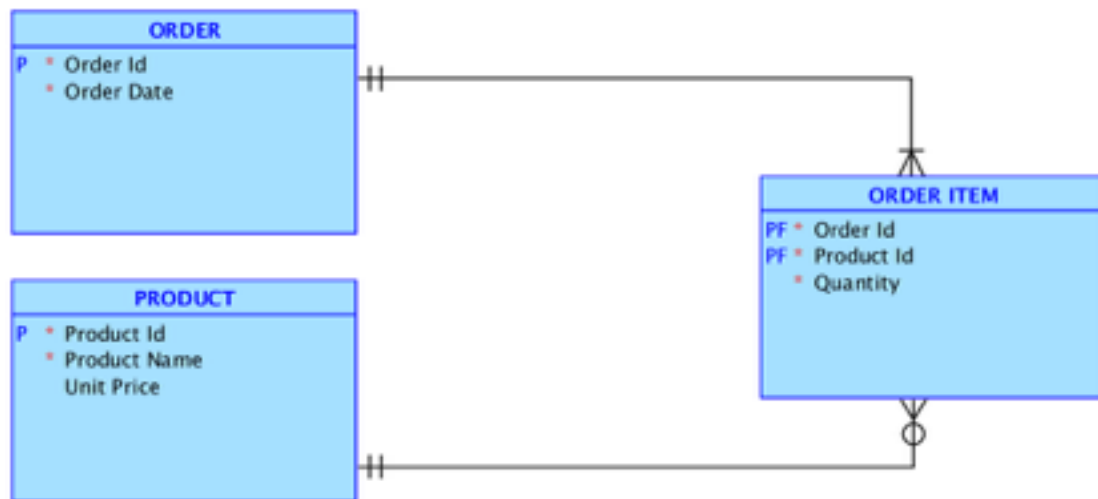 ORDER
P * Order Id
* Order Date
ORDER ITEM
PF * Order Id
PF * Product Id
* Quantity
PRODUCT
P * Product Id
* Product Name
Unit Price